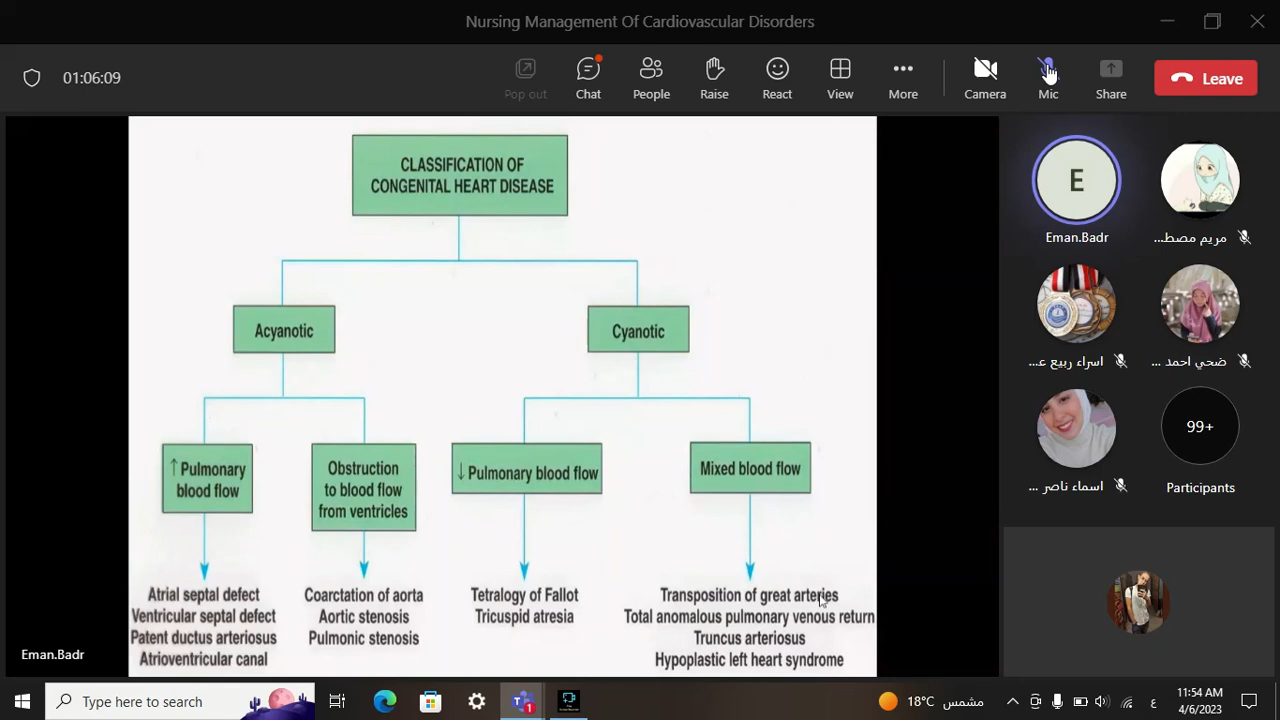 Nursing Management Of Cardiovascular Disorders
01:06:09
Pop out
Chat
People
Raise
React
View
More
Camera
Mic
Share
Leave
CLASSIFICATION OF
CONGENITAL HEART DISEASE
Acyanotic
Cyanotic
↑ Pulmonary
blood flow
Obstruction
to blood flow
from ventricles
↓ Pulmonary blood flow
Mixed blood flow
Atrial septal defect
Ventricular septal defect
Patent ductus arteriosus
Atrioventricular canal
Coarctation of aorta
Aortic stenosis
Pulmonic stenosis
Tetralogy of Fallot
Tricuspid atresia
Transposition of great arteries
Total anomalous pulmonary venous return
Truncus arteriosus
Hypoplastic left heart syndrome
Eman.Badr
E
Eman.Badr
مريم مصط...
اسراء ربيع ع...
ضحي احمد ...
اسماء ناصر ...
99+
Participants
Type here to search
1
18°C مشمس
ع
11:54 AM
4/6/2023